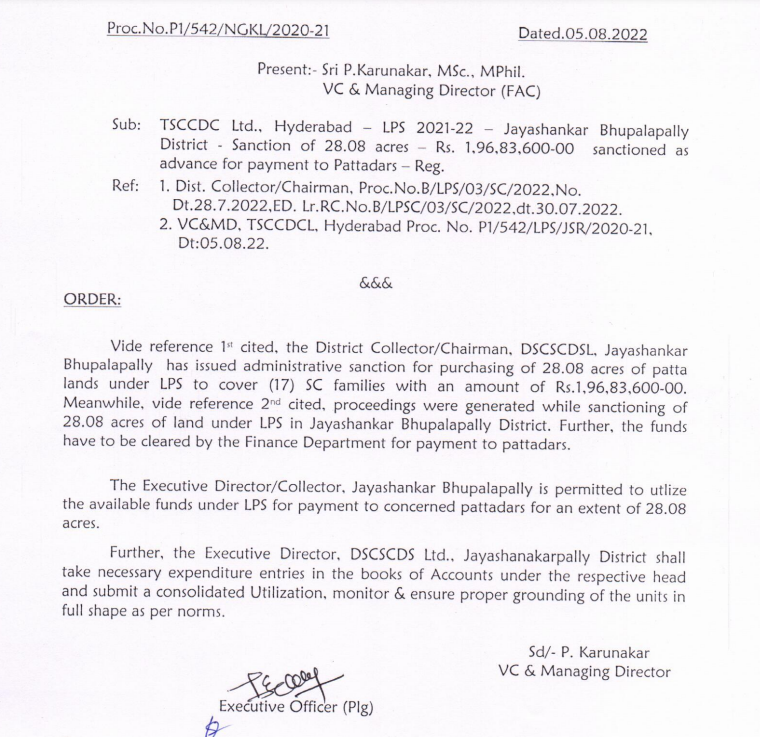 Proc.No.P1/542/NGKL/2020-21 Dated.05.08.2022
Present:- Sri P.Karunakar, MSc., MPhil.
VC & Managing Director (FAC)
Sub: TSCCDC Ltd., Hyderabad – LPS 2021-22 – Jayashankar Bhupalapally
District - Sanction of 28.08 acres – Rs. 1,96,83,600-00 sanctioned as
advance for payment to Pattadars – Reg.
Ref: 1. Dist. Collector/Chairman, Proc.No.B/LPS/03/SC/2022,No.
Dt.28.7.2022,ED. Lr.RC.No.B/LPSC/03/SC/2022,dt.30.07.2022.
2. VC&MD, TSCCDCL, Hyderabad Proc. No. P1/542/LPS/JSR/2020-21,
Dt:05.08.22.
&&&
ORDER:
Vide reference 1st cited, the District Collector/Chairman, DSCSCDSL, Jayashankar
Bhupalapally has issued administrative sanction for purchasing of 28.08 acres of patta
lands under LPS to cover (17) SC families with an amount of Rs.1,96,83,600-00.
Meanwhile, vide reference 2nd cited, proceedings were generated while sanctioning of
28.08 acres of land under LPS in Jayashankar Bhupalapally District. Further, the funds
have to be cleared by the Finance Department for payment to pattadars.
The Executive Director/Collector, Jayashankar Bhupalapally is permitted to utlize
the available funds under LPS for payment to concerned pattadars for an extent of 28.08
acres.
Further, the Executive Director, DSCSCDS Ltd., Jayashanakarpally District shall
take necessary expenditure entries in the books of Accounts under the respective head
and submit a consolidated Utilization, monitor & ensure proper grounding of the units in
full shape as per norms.
Sd/- P. Karunakar
VC & Managing Director
Executive Officer (Plg)